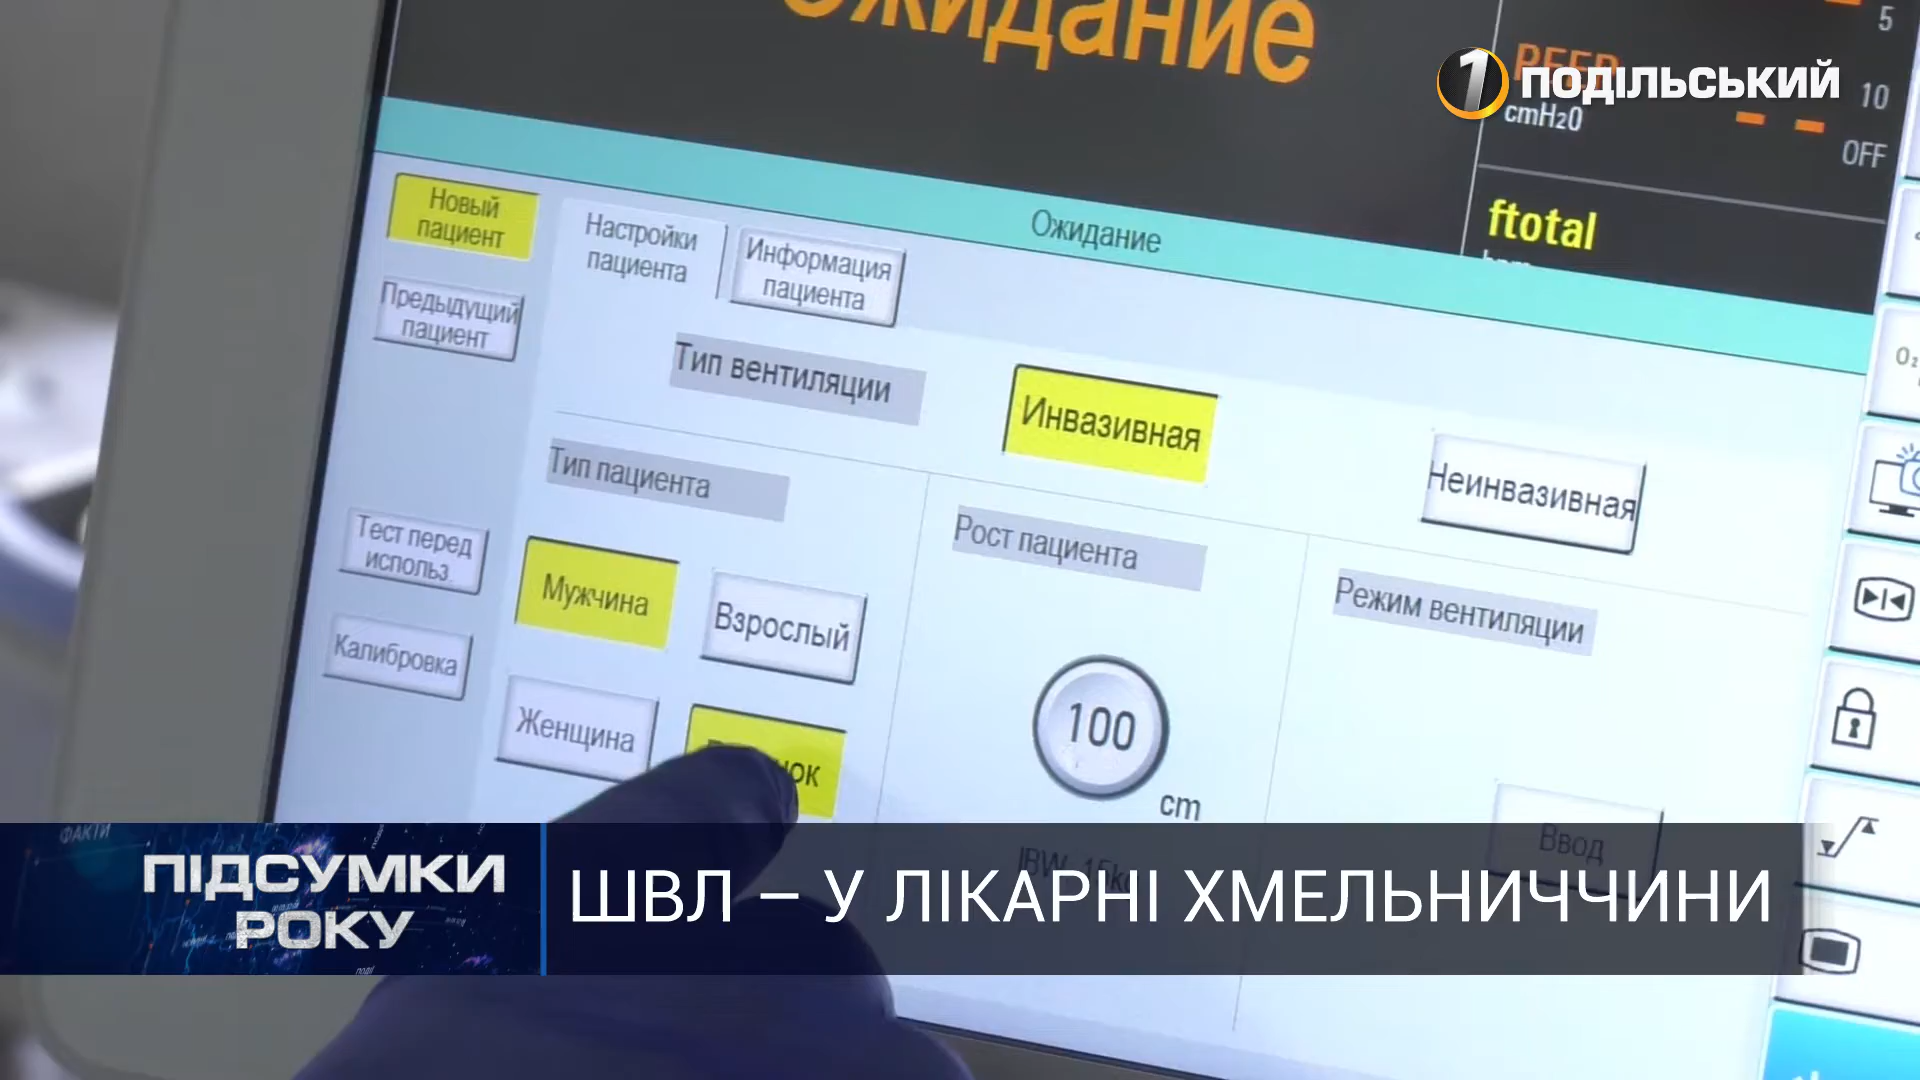 Ожидание
5
PEEP
10
cmH2O
OFF
1 ПОДІЛЬСЬКИЙ
ftotal
Ожидание
Новый
пациент
Настройки
пациента
Информация
пациента
Предыдущий
пациент
Тип вентиляции
Инвазивная
Неинвазивная
Тип пациента
Рост пациента
Режим вентиляции
Тест перед
использ.
Мужчина
Взрослый
Калибровка
Женщина
100
cm
Ввод
ФАКТИ
ПІДСУМКИ
РОКУ
ШВЛ – У ЛІКАРНІ ХМЕЛЬНИЧЧИНИ